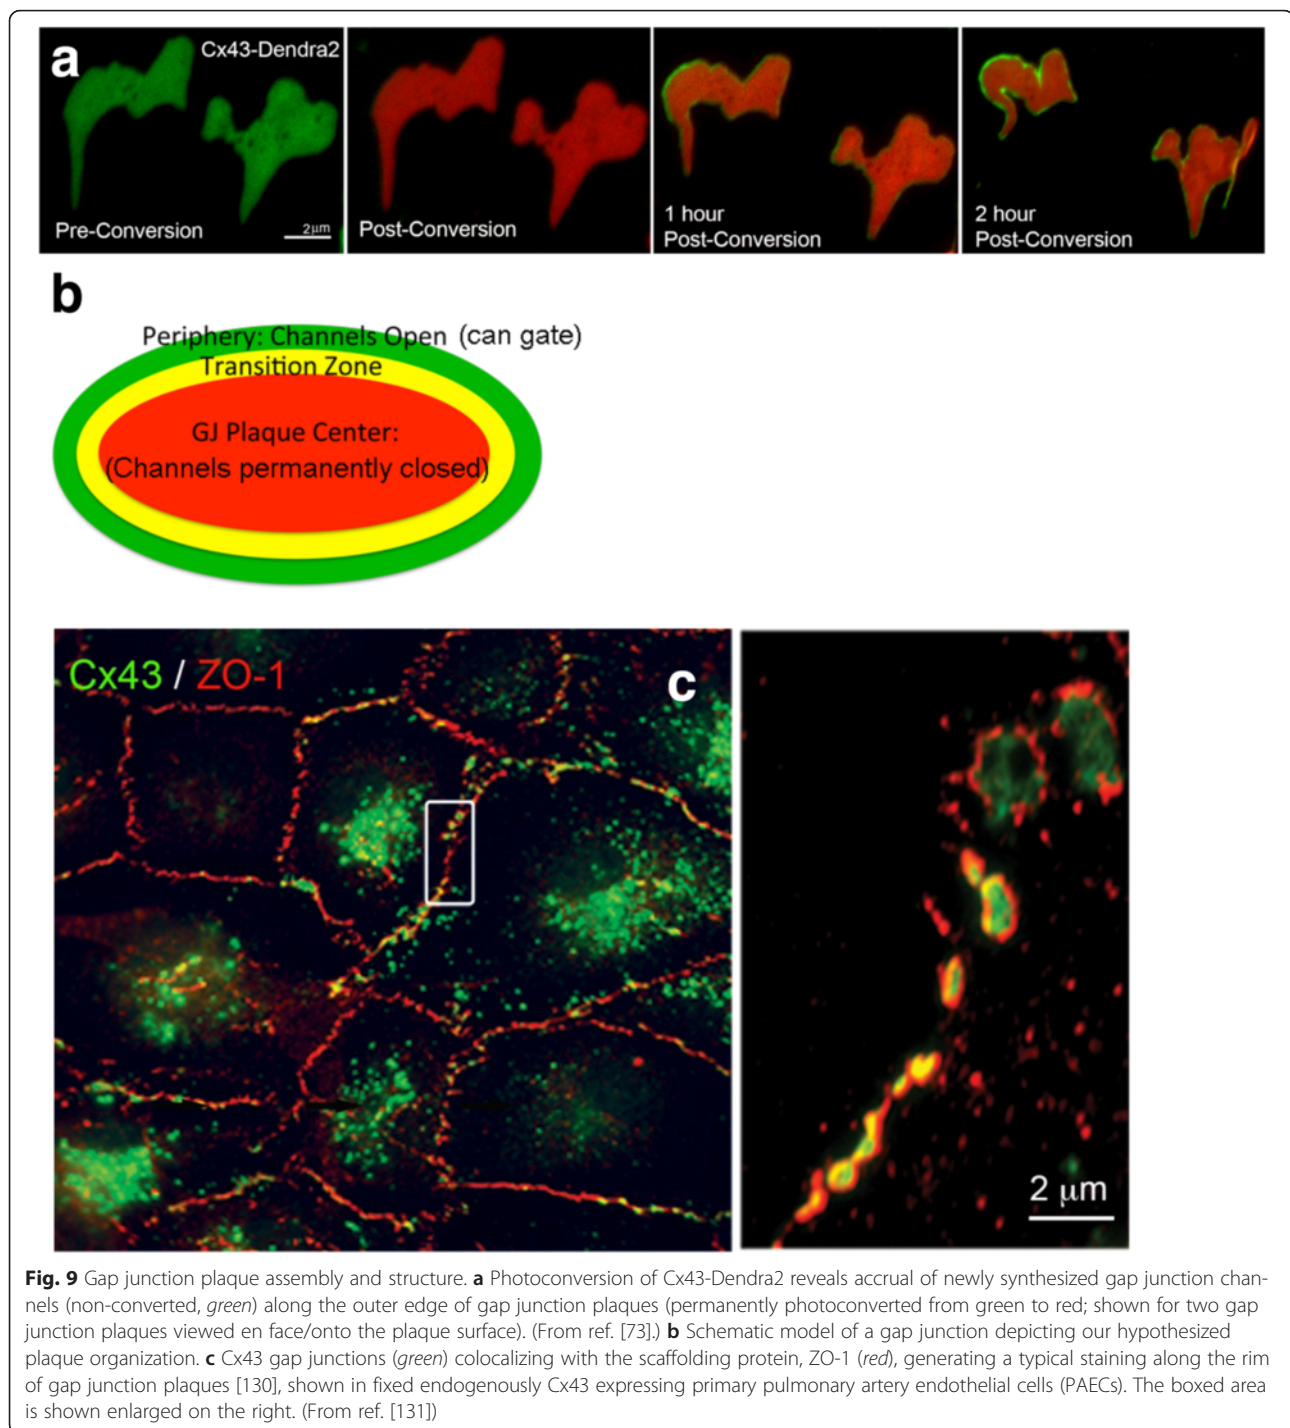 a
Cx43-Dendra2
Pre-Conversion
2μm
Post-Conversion
1 hour
Post-Conversion
2 hour
Post-Conversion
b
Periphery: Channels Open (can gate)
Transition Zone
GJ Plaque Center:
(Channels permanently closed)
Cx43 / ZO-1
c
2 μm
Fig. 9 Gap junction plaque assembly and structure. a Photoconversion of Cx43-Dendra2 reveals accrual of newly synthesized gap junction chan-
nels (non-converted, green) along the outer edge of gap junction plaques (permanently photoconverted from green to red; shown for two gap
junction plaques viewed en face/onto the plaque surface). (From ref. [73].) b Schematic model of a gap junction depicting our hypothesized
plaque organization. c Cx43 gap junctions (green) colocalizing with the scaffolding protein, ZO-1 (red), generating a typical staining along the rim
of gap junction plaques [130], shown in fixed endogenously Cx43 expressing primary pulmonary artery endothelial cells (PAECs). The boxed area
is shown enlarged on the right. (From ref. [131])